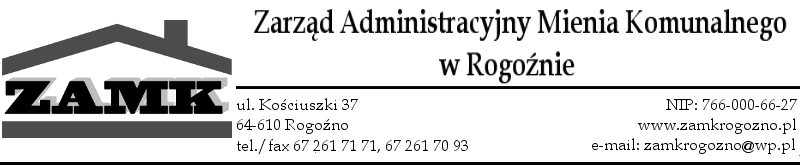 Zarząd Administracyjny Mienia Komunalnego
w Rogoźnie
ZAMK
ul. Kościuszki 37
64-610 Rogoźno
tel./ fax 67 261 71 71, 67 261 70 93
NIP: 766-000-66-27
www.zamkrogozno.pl
e-mail: zamkrogozno@wp.pl